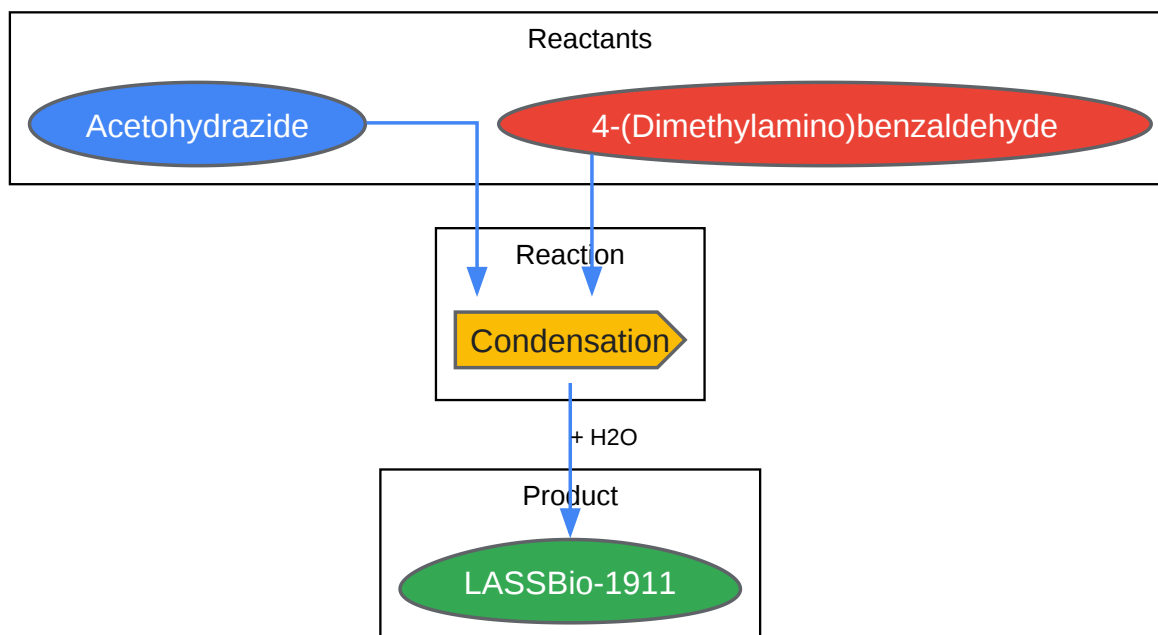 Reactants
Acetohydrazide
4-(Dimethylamino)benzaldehyde
Reaction
Condensation
+ H2O
Product
LASSBio-1911